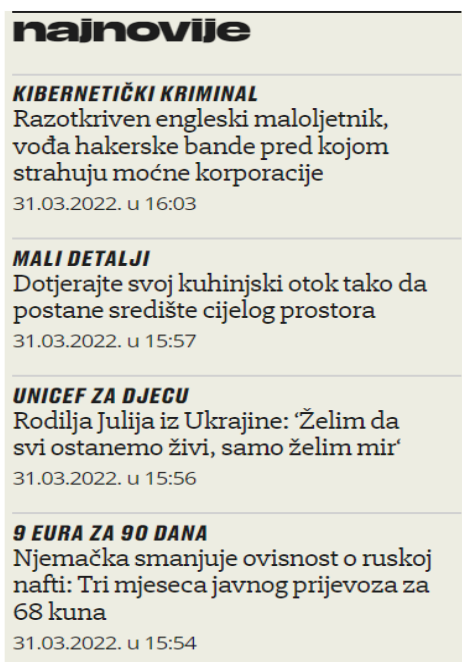 najnovije
KIBERNETIČKI KRIMINAL
Razotkriven engleski maloljetnik,
vođa hakerske bande pred kojom
strahuju moćne korporacije
31.03.2022. u 16:03
MALI DETALJI
Dotjerajte svoj kuhinjski otok tako da
postane središte cijelog prostora
31.03.2022. u 15:57
UNICEF ZA DJECU
Rodilja Julija iz Ukrajine: ‘Želim da
svi ostanemo živi, samo želim mir‘
31.03.2022. u 15:56
9 EURA ZA 90 DANA
Njemačka smanjuje ovisnost o ruskoj
nafti: Tri mjeseca javnog prijevoza za
68 kuna
31.03.2022. u 15:54